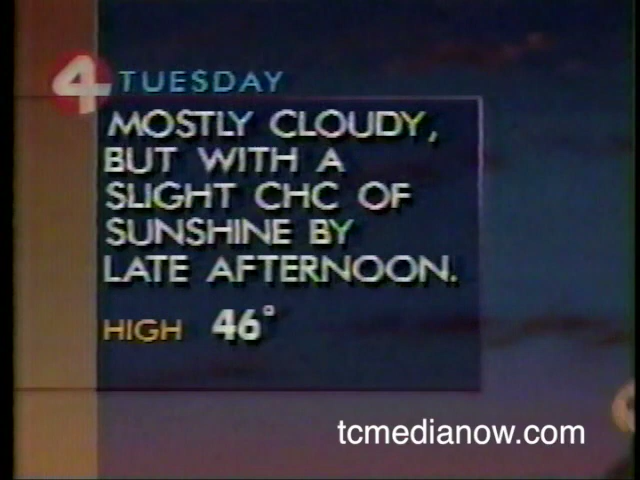 4
TUESDAY
MOSTLY CLOUDY,
BUT WITH A
SLIGHT CHC OF
SUNSHINE BY
LATE AFTERNOON.
HIGH 46°
tcmedianow.com